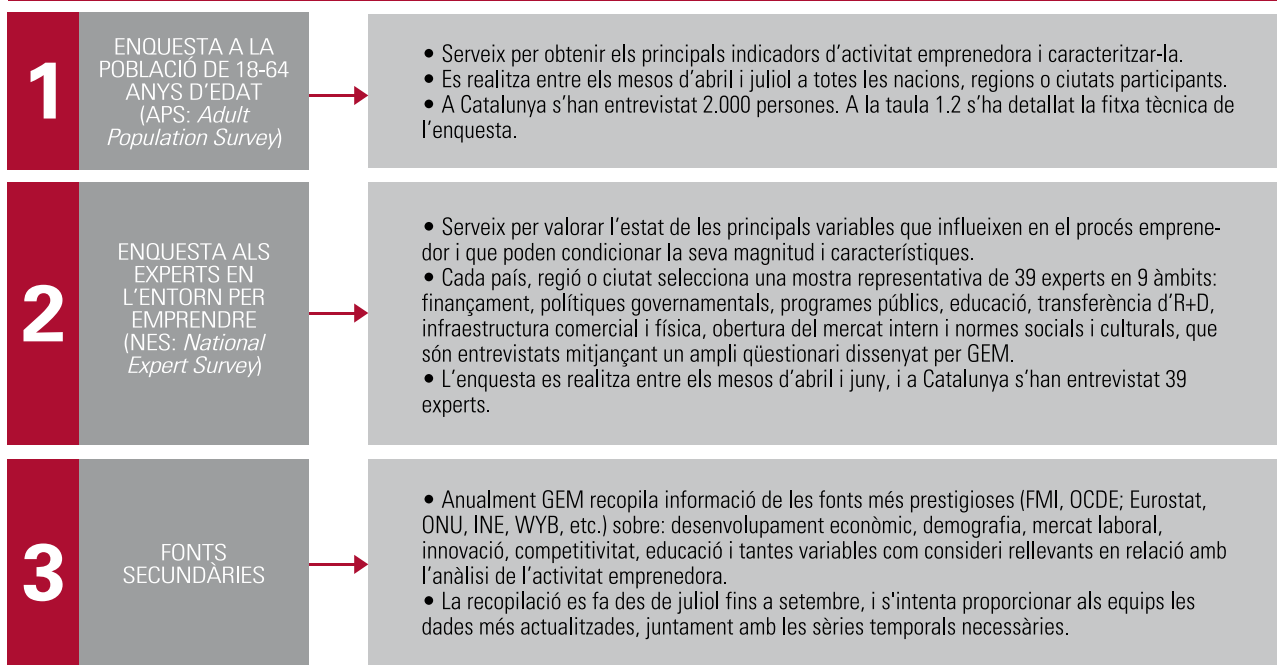 1
ENQUESTA A LA
POBLACIÓ DE 18-64
ANYS D'EDAT
(APS: Adult
Population Survey)
• Serveix per obtenir els principals indicadors d'activitat emprenedora i caracteritzar-la.
• Es realitza entre els mesos d'abril i juliol a totes les nacions, regions o ciutats participants.
• A Catalunya s'han entrevistat 2.000 persones. A la taula 1.2 s'ha detallat la fitxa tècnica de
l'enquesta.
2
ENQUESTA ALS
EXPERTS EN
L'ENTORN PER
EMPRENDRE
(NES: National
Expert Survey)
• Serveix per valorar l'estat de les principals variables que influeixen en el procés emprene-
dor i que poden condicionar la seva magnitud i característiques.
• Cada país, regió o ciutat selecciona una mostra representativa de 39 experts en 9 àmbits:
finançament, polítiques governamentals, programes públics, educació, transferència d'R+D,
infraestructura comercial i física, obertura del mercat intern i normes socials i culturals, que
són entrevistats mitjançant un ampli qüestionari dissenyat per GEM.
• L'enquesta es realitza entre els mesos d'abril i juny, i a Catalunya s'han entrevistat 39
experts.
3
FONTS
SECUNDÀRIES
• Anualment GEM recopila informació de les fonts més prestigioses (FMI, OCDE; Eurostat,
ONU, INE, WYB, etc.) sobre: desenvolupament econòmic, demografia, mercat laboral,
innovació, competitivitat, educació i tantes variables com consideri rellevants en relació amb
l'anàlisi de l'activitat emprenedora.
• La recopilació es fa des de juliol fins a setembre, i s'intenta proporcionar als equips les
dades més actualitzades, juntament amb les sèries temporals necessàries.